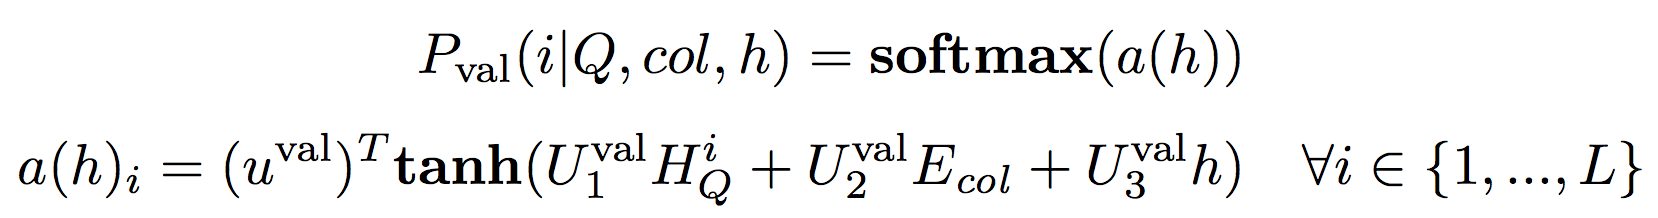 P_val(i|Q, col, h) = softmax(a(h))
a(h)_i = (u^val)^T tanh(U_1^val H_Q^i + U_2^val E_col + U_3^val h) ∀i ∈ {1, ..., L}